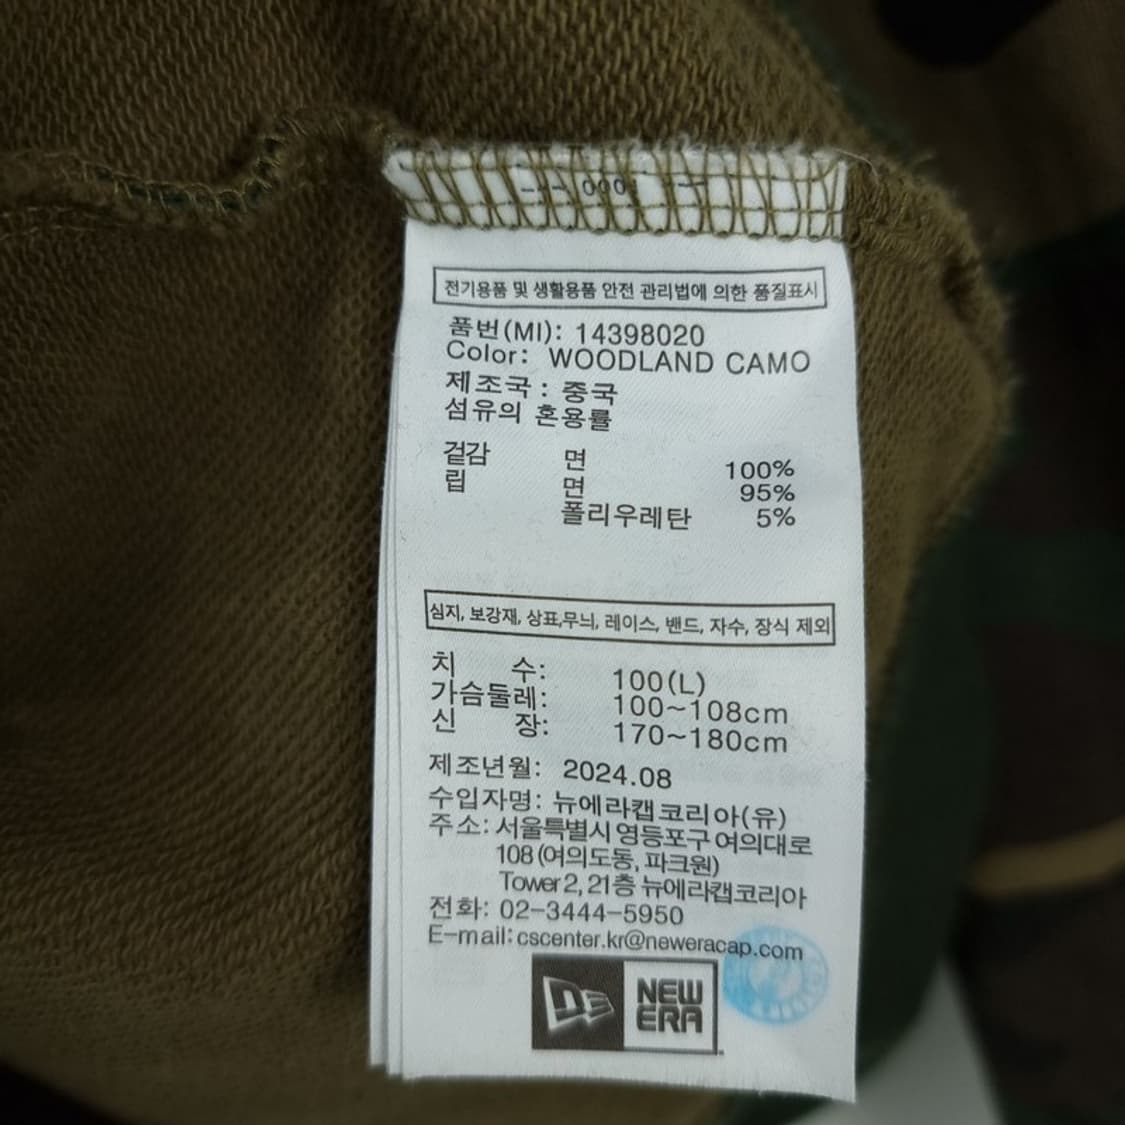 전기용품 및 생활용품 안전 관리법에 의한 품질표시
품번(MI): 14398020
Color: WOODLAND CAMO
제조국 : 중국
섬유의 혼용률
겉감 면 100%
립 면 95%
폴리우레탄 5%
심지, 보강재, 상표,무늬, 레이스, 밴드, 자수, 장식 제외
치 수: 100(L)
가슴둘레: 100~108cm
신 장: 170~180cm
제조년월: 2024.08
수입자명: 뉴에라캡코리아(유)
주소: 서울특별시 영등포구 여의대로
108 (여의도동, 파크원)
Tower 2, 21층 뉴에라캡코리아
전화: 02-3444-5950
E-mail: cscenter.kr@neweracap.com
NEW
ERA